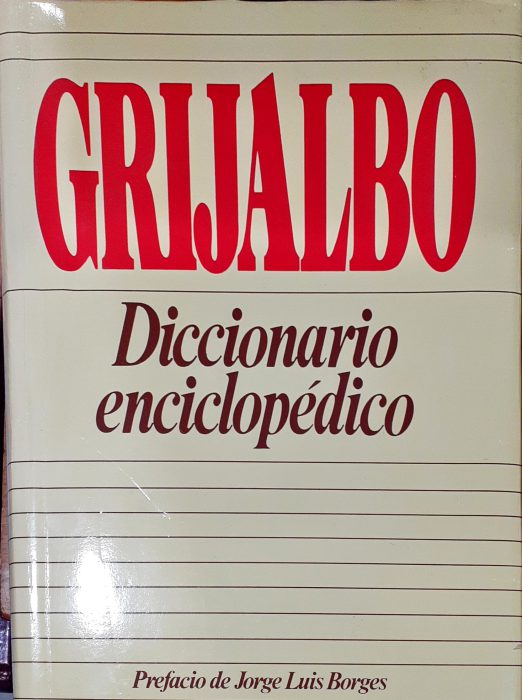 GRIJALBO
Diccionario
enciclopédico
Prefacio de Jorge Luis Borges